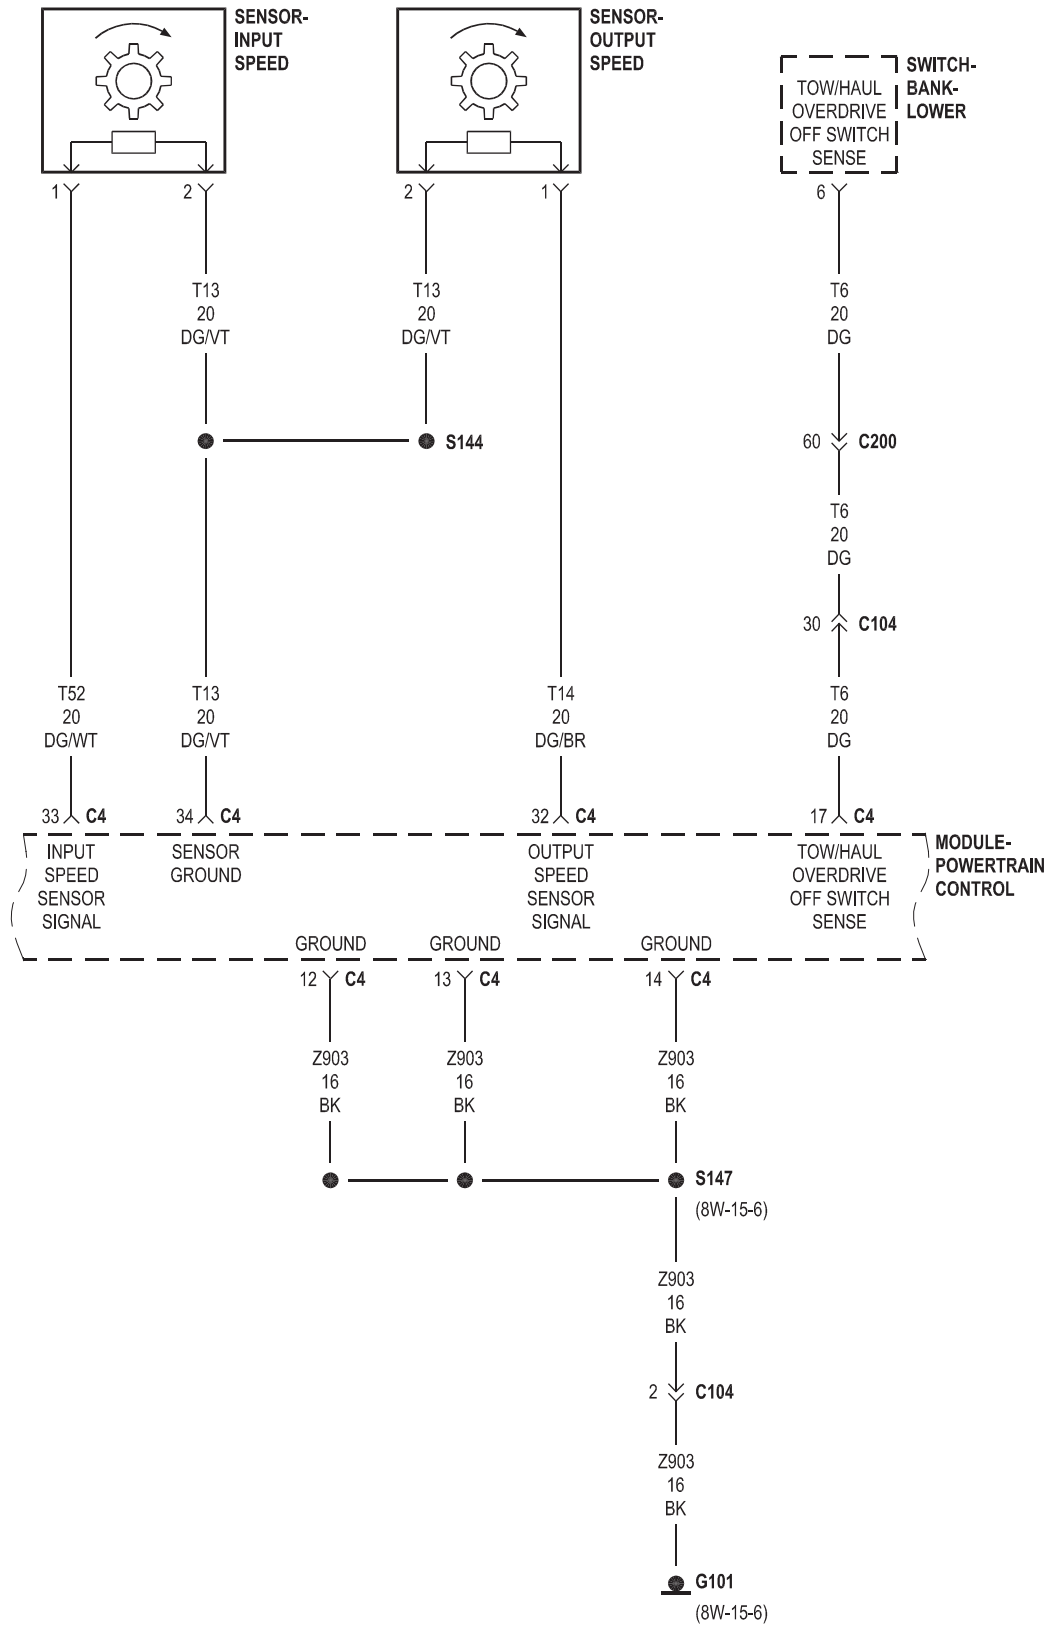 SENSOR-
INPUT
SPEED
SENSOR-
OUTPUT
SPEED
SWITCH-
BANK-
LOWER
TOW/HAUL
OVERDRIVE
OFF SWITCH
SENSE
1
2
2
1
6
T13
20
DG/VT
T13
20
DG/VT
T6
20
DG
S144
60
C200
T6
20
DG
30
C104
T52
20
DG/WT
T13
20
DG/VT
T14
20
DG/BR
T6
20
DG
33 C4
34 C4
32 C4
17 C4
INPUT
SPEED
SENSOR
SIGNAL
SENSOR
GROUND
OUTPUT
SPEED
SENSOR
SIGNAL
TOW/HAUL
OVERDRIVE
OFF SWITCH
SENSE
MODULE-
POWERTRAIN
CONTROL
GROUND
GROUND
GROUND
12 C4
13 C4
14 C4
Z903
16
BK
Z903
16
BK
Z903
16
BK
S147
(8W-15-6)
Z903
16
BK
2 C104
Z903
16
BK
G101
(8W-15-6)